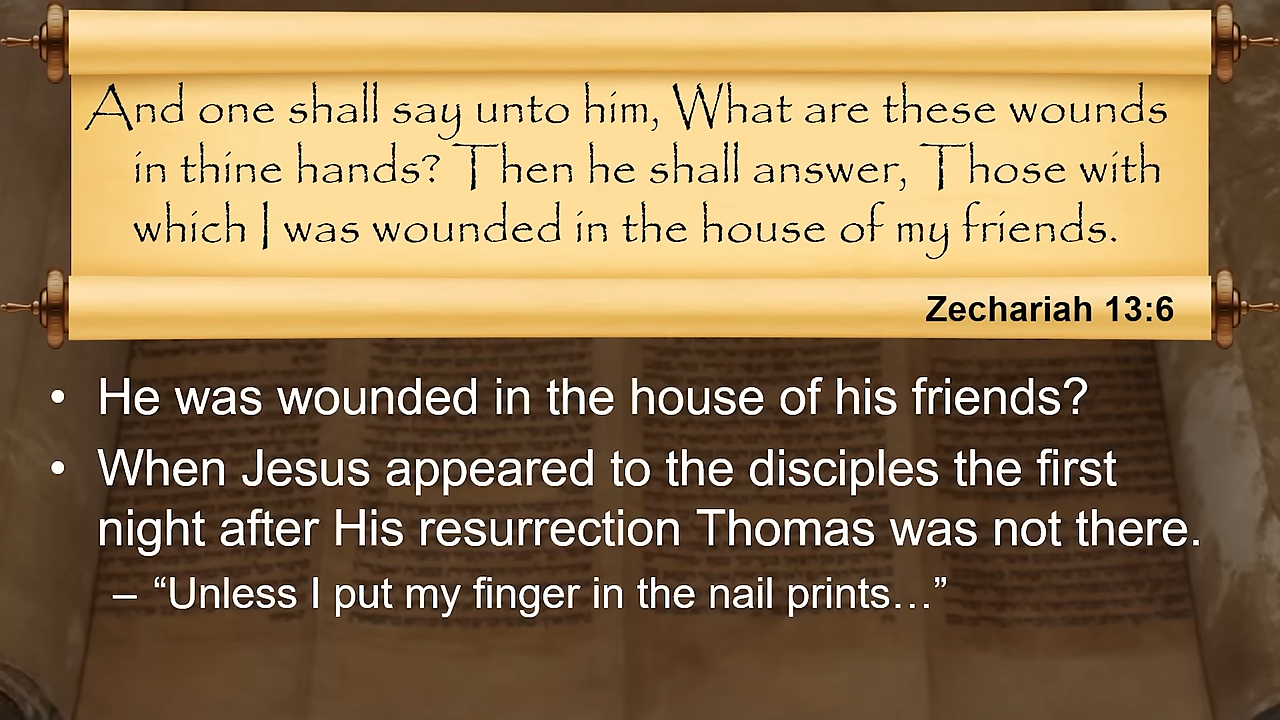 And one shall say unto him, What are these wounds
in thine hands? Then he shall answer, Those with
which I was wounded in the house of my friends.
Zechariah 13:6
• He was wounded in the house of his friends?
• When Jesus appeared to the disciples the first
night after His resurrection Thomas was not there.
– “Unless I put my finger in the nail prints…”